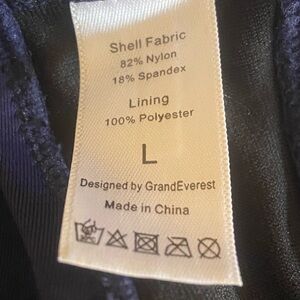 Shell Fabric
82% Nylon
18% Spandex
Lining
100% Polyester
L
Designed by GrandEverest
Made in China